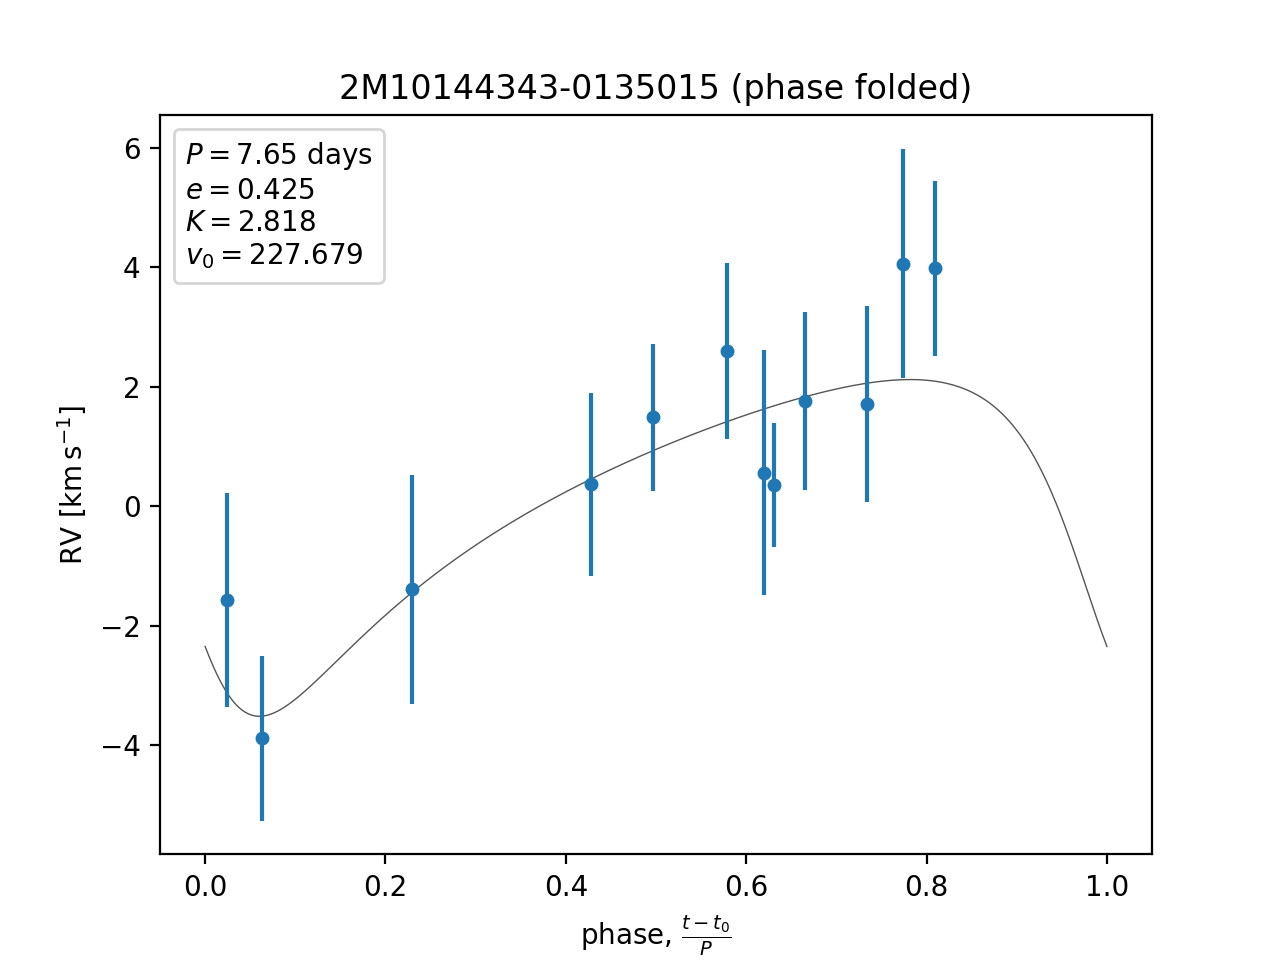 2M10144343-0135015 (phase folded)
P = 7.65 days
e = 0.425
K = 2.818
v₀ = 227.679
6
4
2
0
−2
−4
RV [km s⁻¹]
0.0 0.2 0.4 0.6 0.8 1.0
phase, (t − t₀)/P